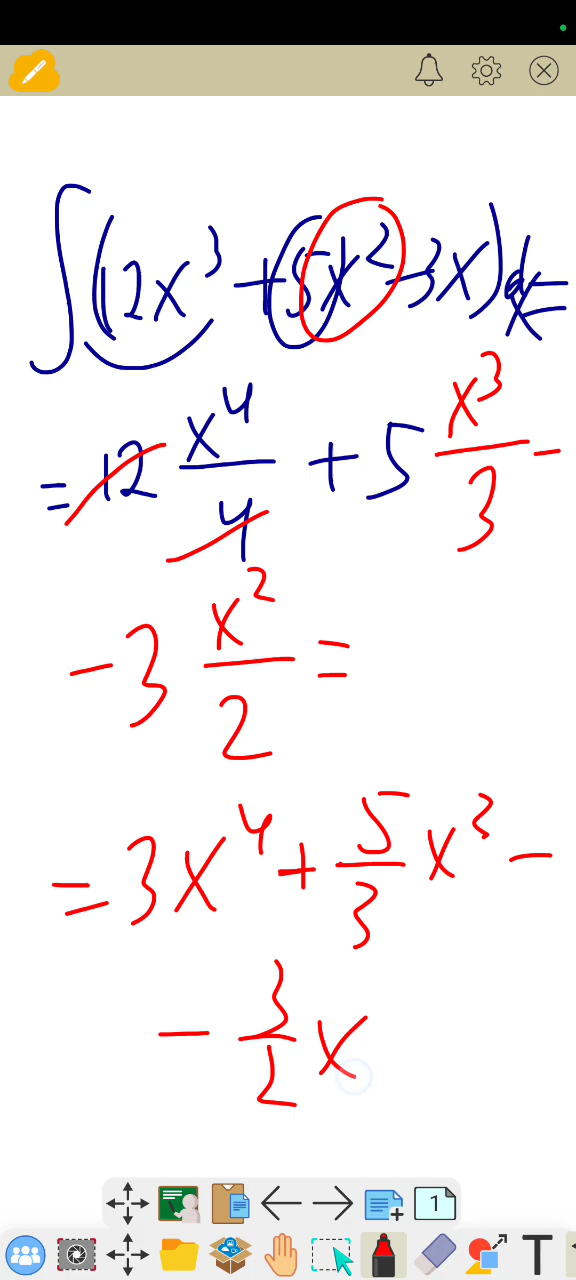 ∫(12x³ + 5x² - 3x)dx
= 12 x⁴/4 + 5 x³/3 -
- 3 x²/2 =
= 3x⁴ + 5/3 x³ -
- 3/2 x
1
T